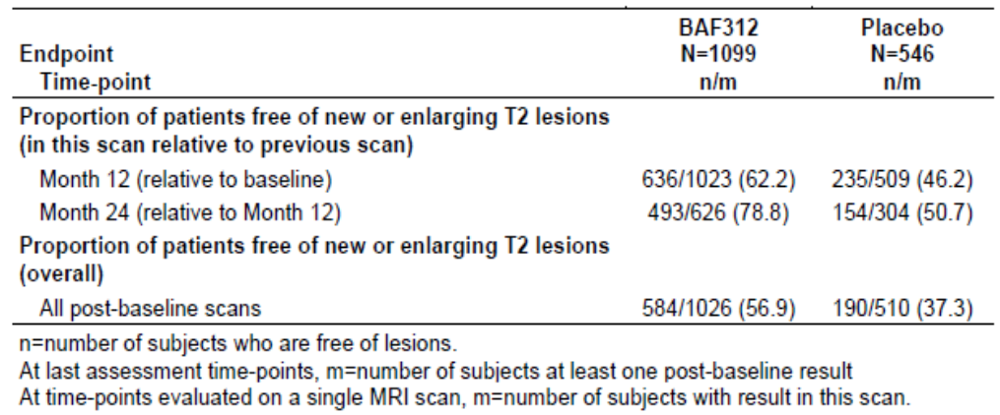 BAF312 Placebo
Endpoint N=1099 N=546
Time-point n/m n/m
Proportion of patients free of new or enlarging T2 lesions
(in this scan relative to previous scan)
Month 12 (relative to baseline) 636/1023 (62.2) 235/509 (46.2)
Month 24 (relative to Month 12) 493/626 (78.8) 154/304 (50.7)
Proportion of patients free of new or enlarging T2 lesions
(overall)
All post-baseline scans 584/1026 (56.9) 190/510 (37.3)
n=number of subjects who are free of lesions.
At last assessment time-points, m=number of subjects at least one post-baseline result
At time-points evaluated on a single MRI scan, m=number of subjects with result in this scan.